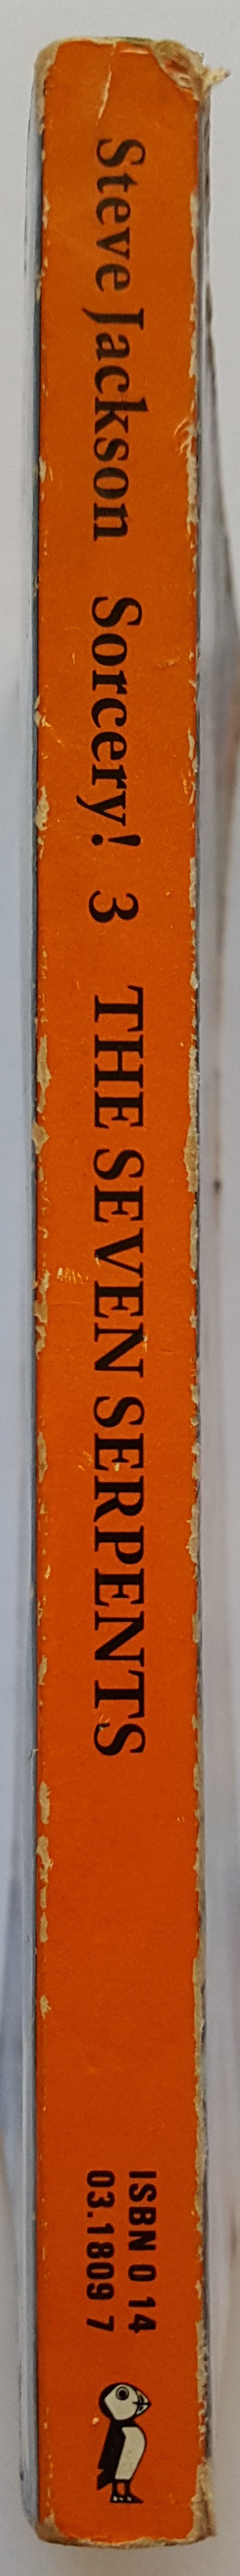 Steve Jackson Sorcery! 3 THE SEVEN SERPENTS
ISBN 0 14
03.1809 7